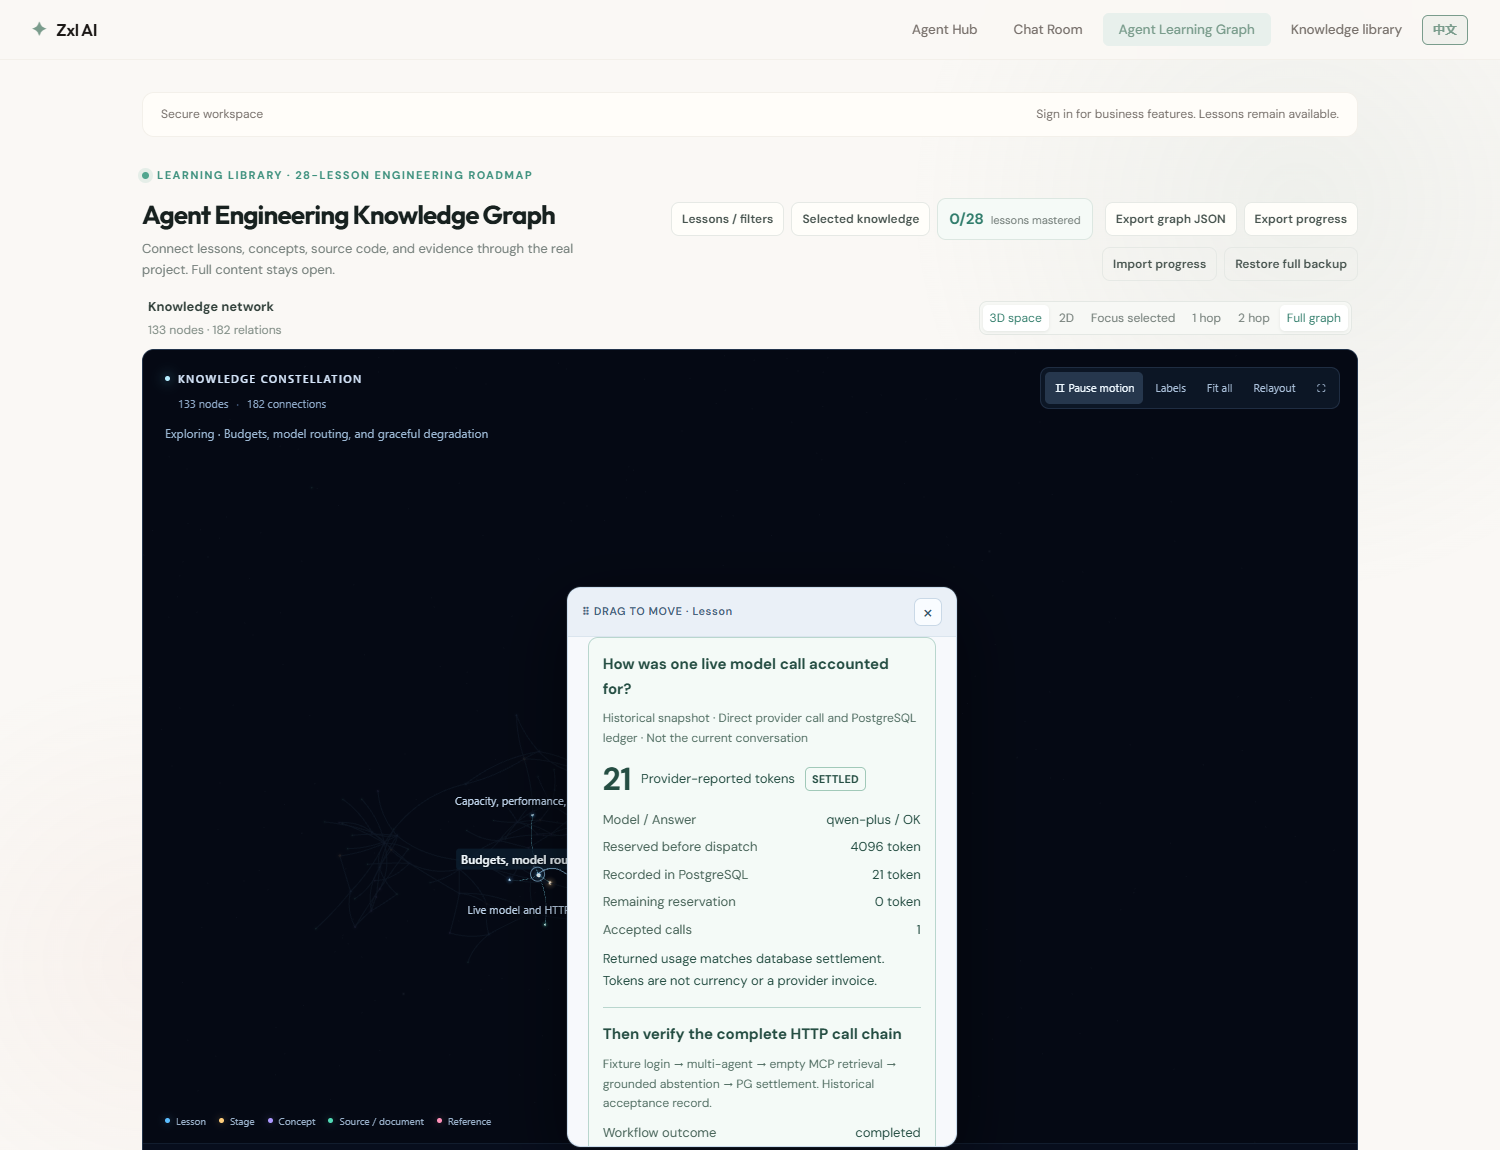 Zxl AI
Agent Hub
Chat Room
Agent Learning Graph
Knowledge library
中文
Secure workspace
Sign in for business features. Lessons remain available.
LEARNING LIBRARY · 28-LESSON ENGINEERING ROADMAP
Agent Engineering Knowledge Graph
Connect lessons, concepts, source code, and evidence through the real
project. Full content stays open.
Lessons / filters
Selected knowledge
0/28 lessons mastered
Export graph JSON
Export progress
Import progress
Restore full backup
Knowledge network
133 nodes · 182 relations
3D space
2D
Focus selected
1 hop
2 hop
Full graph
KNOWLEDGE CONSTELLATION
133 nodes · 182 connections
Exploring · Budgets, model routing, and graceful degradation
Pause motion
Labels
Fit all
Relayout
DRAG TO MOVE · Lesson
×
How was one live model call accounted
for?
Historical snapshot · Direct provider call and PostgreSQL
ledger · Not the current conversation
21 Provider-reported tokens SETTLED
Model / Answer qwen-plus / OK
Reserved before dispatch 4096 token
Recorded in PostgreSQL 21 token
Remaining reservation 0 token
Accepted calls 1
Returned usage matches database settlement.
Tokens are not currency or a provider invoice.
Then verify the complete HTTP call chain
Fixture login → multi-agent → empty MCP retrieval →
grounded abstention → PG settlement. Historical
acceptance record.
Workflow outcome completed
Capacity, performance,
Budgets, model rou
Live model and HTTP
Lesson
Stage
Concept
Source / document
Reference